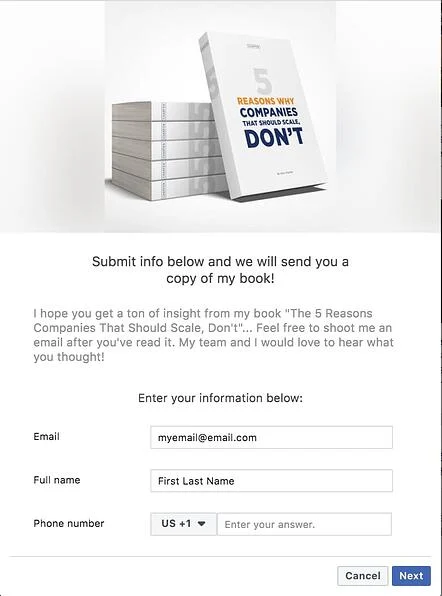 5
REASONS WHY
COMPANIES
THAT SHOULD SCALE,
DON'T
Submit info below and we will send you a
copy of my book!
I hope you get a ton of insight from my book "The 5 Reasons
Companies That Should Scale, Don't"... Feel free to shoot me an
email after you've read it. My team and I would love to hear what
you thought!
Enter your information below:
Email
myemail@email.com
Full name
First Last Name
Phone number
US +1
Enter your answer.
Cancel
Next